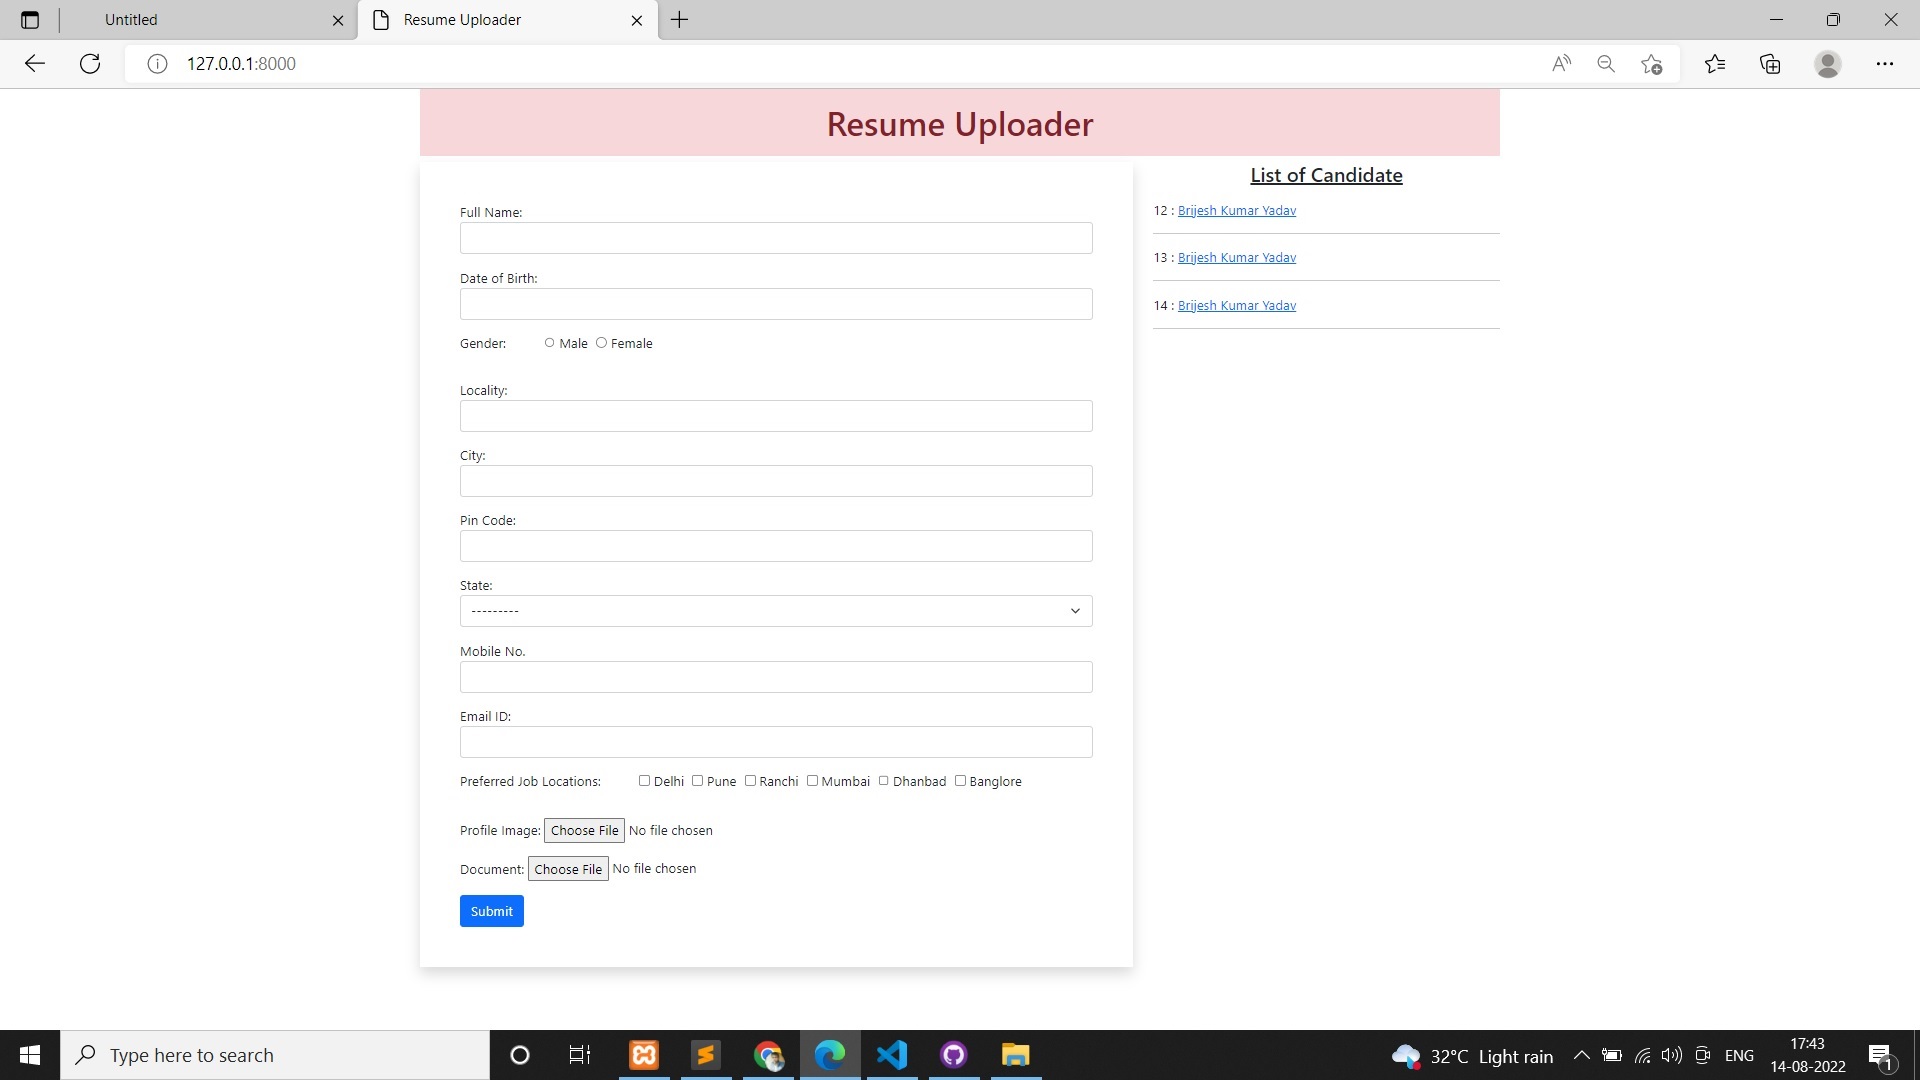 Untitled
Resume Uploader
127.0.0.1:8000
Resume Uploader
Full Name:
Date of Birth:
Gender: Male Female
Locality:
City:
Pin Code:
State:
---------
Mobile No.
Email ID:
Preferred Job Locations: Delhi Pune Ranchi Mumbai Dhanbad Banglore
Profile Image: Choose File No file chosen
Document: Choose File No file chosen
Submit
List of Candidate
12 : Brijesh Kumar Yadav
13 : Brijesh Kumar Yadav
14 : Brijesh Kumar Yadav
Type here to search
32°C Light rain
ENG
17:43
14-08-2022
1